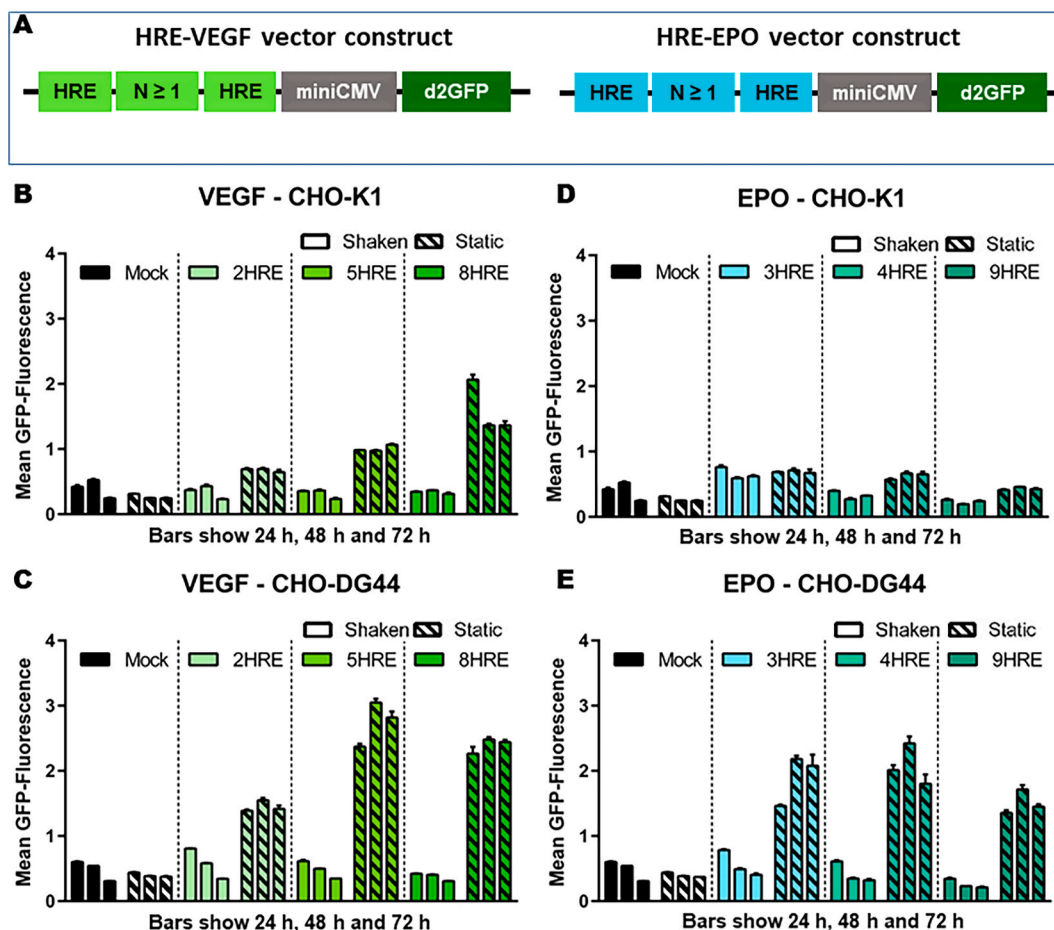 A
HRE-VEGF vector construct
HRE-EPO vector construct
HRE N ≥ 1 HRE miniCMV d2GFP
HRE N ≥ 1 HRE miniCMV d2GFP
B
VEGF - CHO-K1
Shaken Static
Mock 2HRE 5HRE 8HRE
Mean GFP-Fluorescence
4
3
2
1
0
Bars show 24 h, 48 h and 72 h
D
EPO - CHO-K1
Shaken Static
Mock 3HRE 4HRE 9HRE
Mean GFP-Fluorescence
4
3
2
1
0
Bars show 24 h, 48 h and 72 h
C
VEGF - CHO-DG44
Shaken Static
Mock 2HRE 5HRE 8HRE
Mean GFP-Fluorescence
4
3
2
1
0
Bars show 24 h, 48 h and 72 h
E
EPO - CHO-DG44
Shaken Static
Mock 3HRE 4HRE 9HRE
Mean GFP-Fluorescence
4
3
2
1
0
Bars show 24 h, 48 h and 72 h